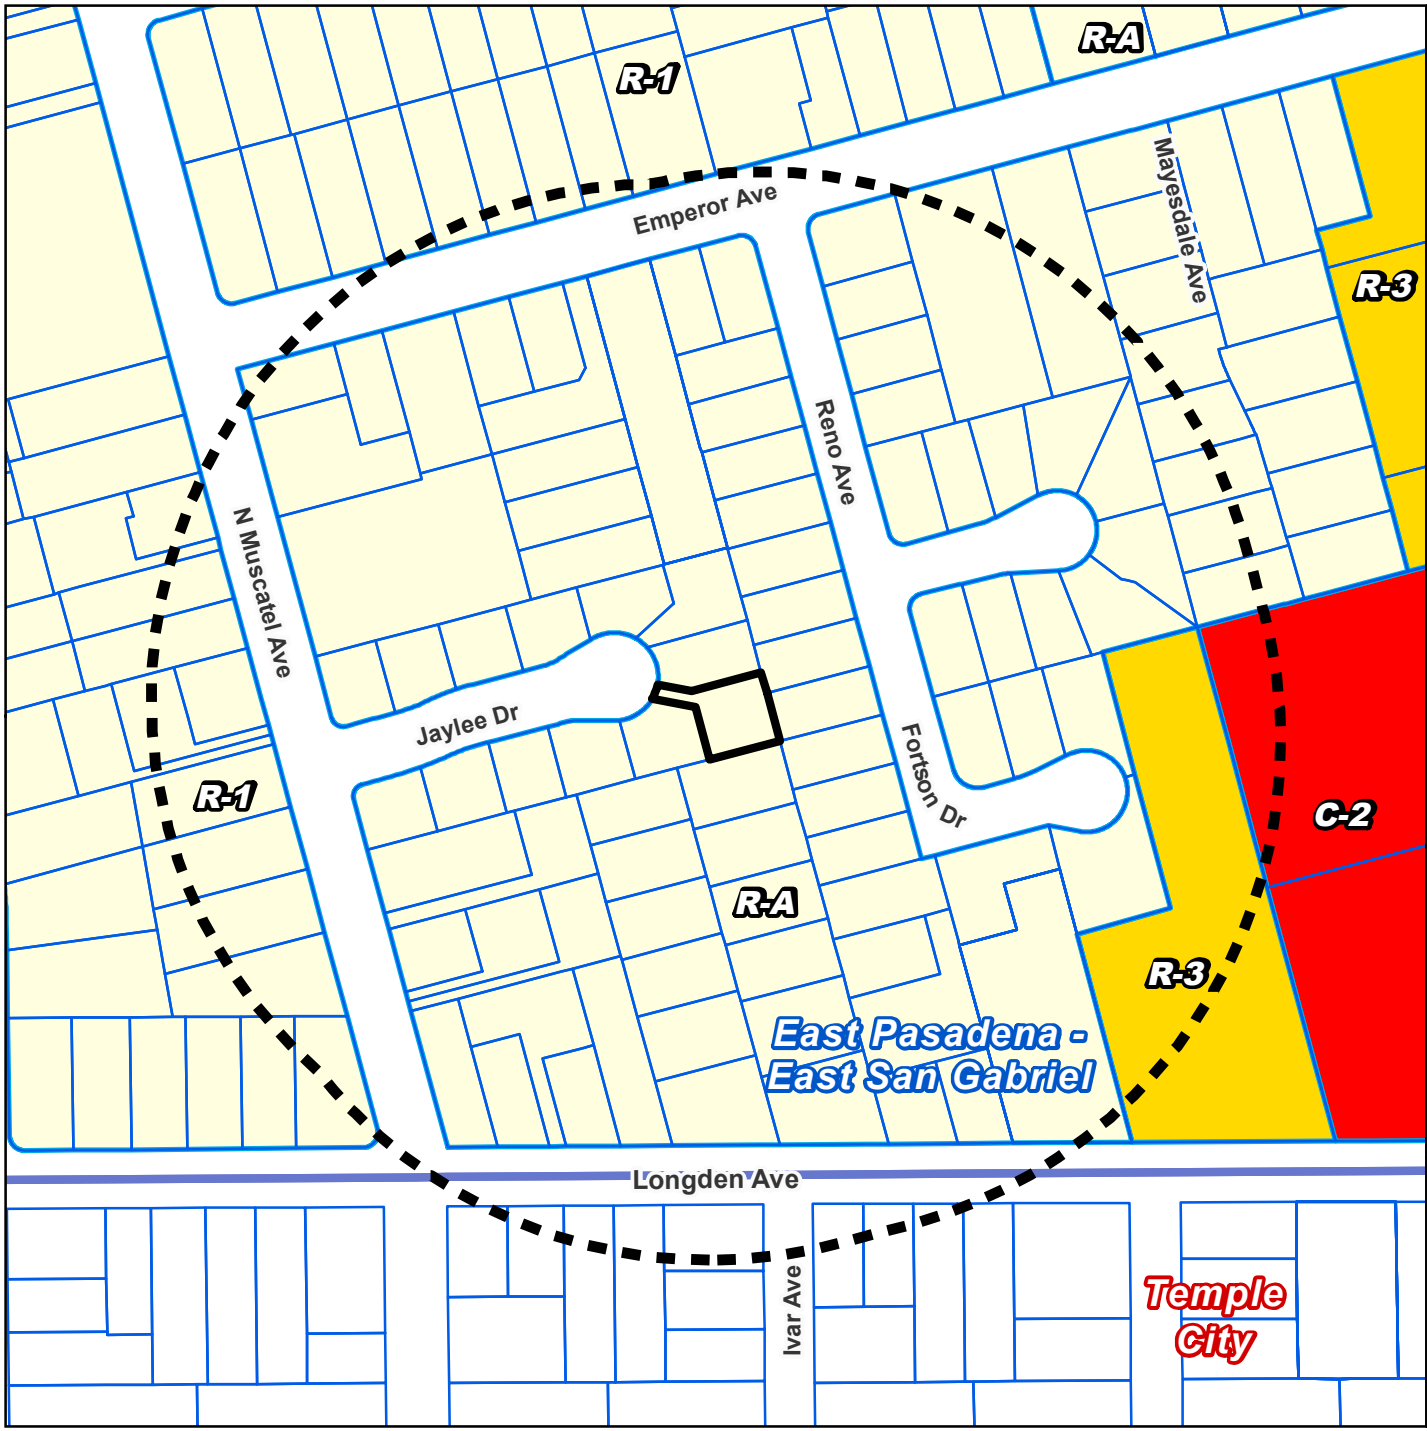 R-A
R-1
Mayesdale Ave
Emperor Ave
R-3
Reno Ave
N Muscatel Ave
Jaylee Dr
Fortson Dr
R-1
C-2
R-A
R-3
East Pasadena -
East San Gabriel
Longden Ave
Ivar Ave
Temple
City